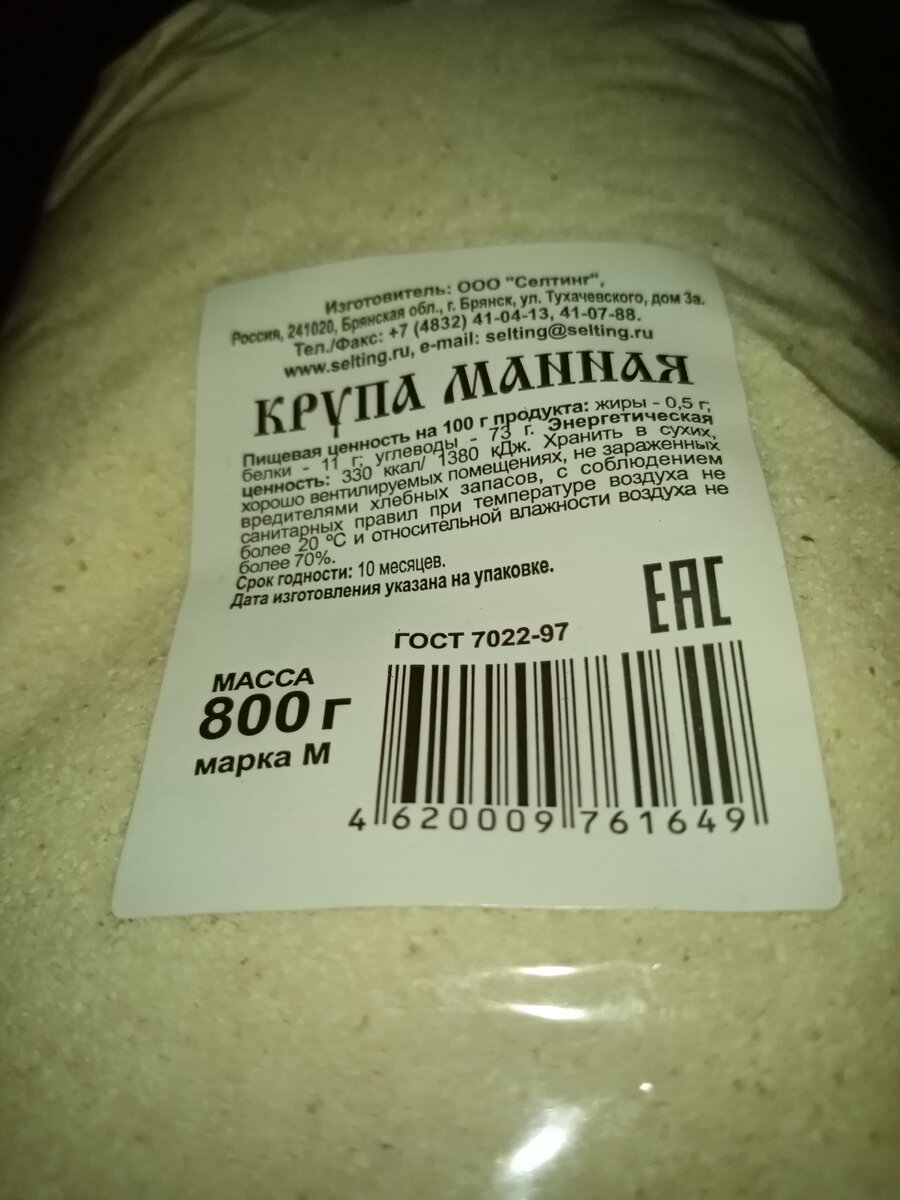 Изготовитель: ООО "Селтинг",
Россия, 241020, Брянская обл., г. Брянск, ул. Тухачевского, дом 3а.
Тел./Факс: +7 (4832) 41-04-13, 41-07-88.
www.selting.ru, e-mail: selting@selting.ru
КРУПА МАННАЯ
Пищевая ценность на 100 г продукта: жиры - 0,5 г;
белки - 11 г; углеводы - 73 г. Энергетическая
ценность: 330 ккал/ 1380 кДж. Хранить в сухих,
хорошо вентилируемых помещениях, не зараженных
вредителями хлебных запасов, с соблюдением
санитарных правил при температуре воздуха не
более 20 ºС и относительной влажности воздуха не
более 70%.
Срок годности: 10 месяцев.
Дата изготовления указана на упаковке.
EAC
ГОСТ 7022-97
МАССА
800 г
марка М
4 620009 761649